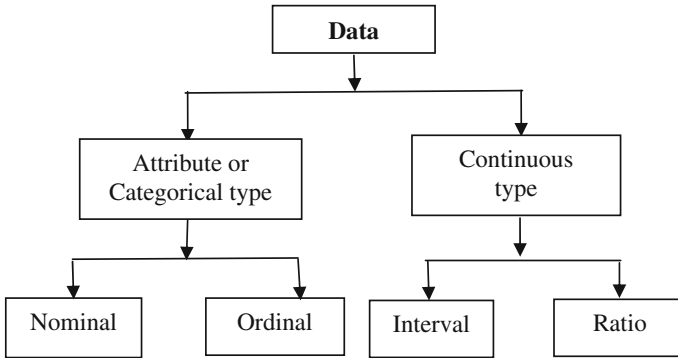 Data
Attribute or
Categorical type
Continuous
type
Nominal
Ordinal
Interval
Ratio